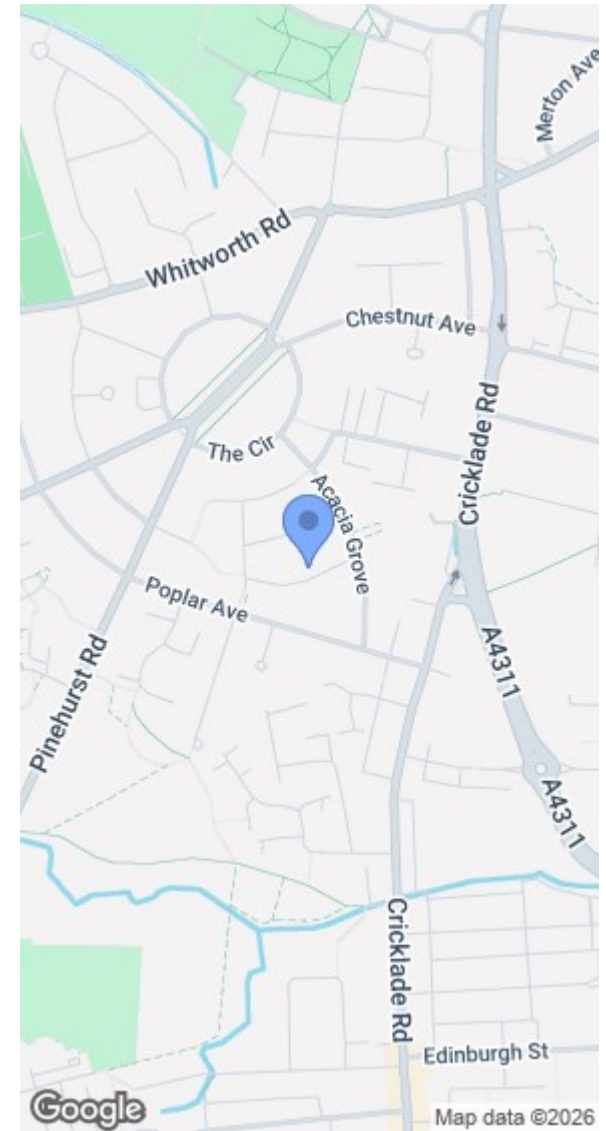 Merton Ave
Whitworth Rd
Chestnut Ave
Cricklade Rd
The Cir
Acacia Grove
Poplar Ave
A4311
Pinehurst Rd
A4311
Cricklade Rd
Edinburgh St
Google
Map data ©2026